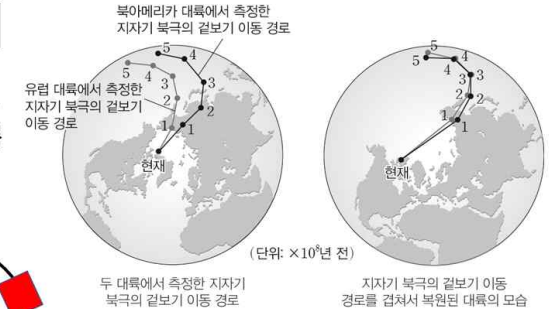 북아메리카 대륙에서 측정한
지자기 북극의 겉보기 이동 경로
5
4
3
2
1
유럽 대륙에서 측정한
지자기 북극의 겉보기
이동 경로
5
4
3
2
1
현재
(단위: ×10⁸년 전)
두 대륙에서 측정한 지자기
북극의 겉보기 이동 경로
5
4
3
2
1
5
4
3
2
1
현재
지자기 북극의 겉보기 이동
경로를 겹쳐서 복원된 대륙의 모습